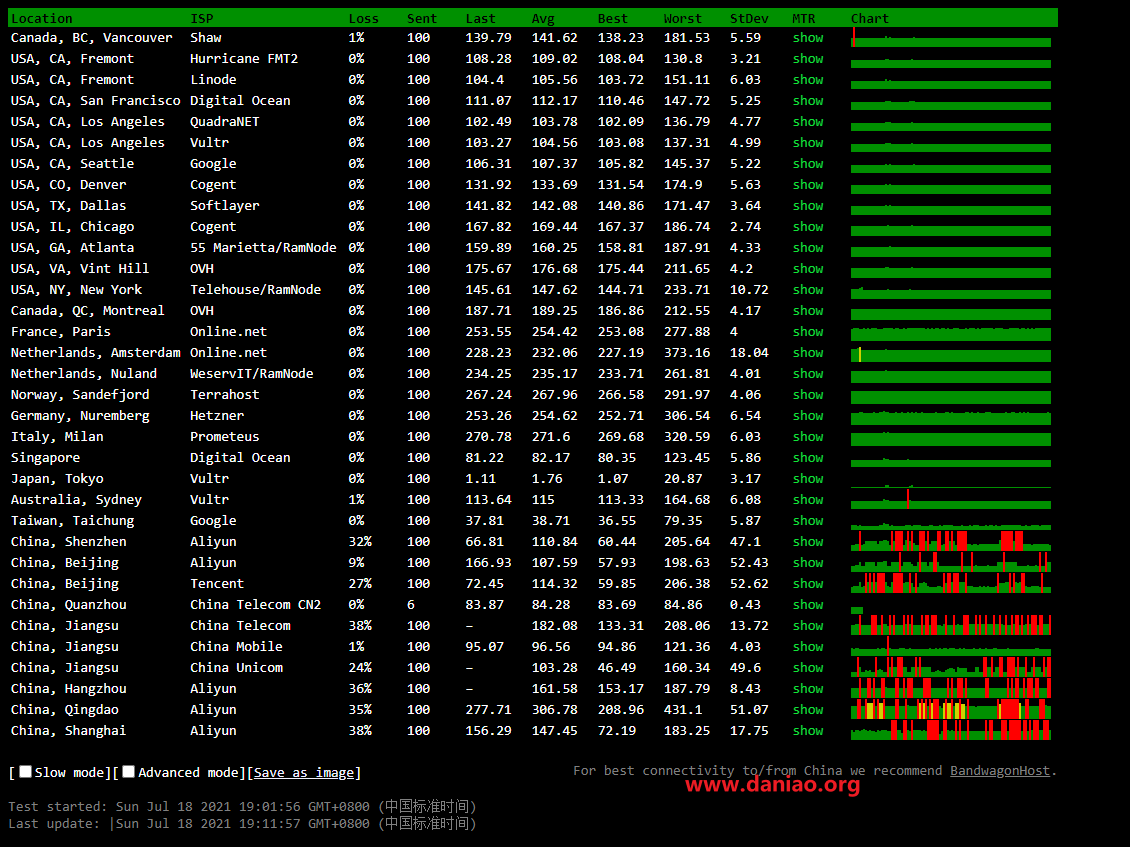 Location ISP Loss Sent Last Avg Best Worst StDev MTR Chart
Canada, BC, Vancouver Shaw 1% 100 139.79 141.62 138.23 181.53 5.59 show
USA, CA, Fremont Hurricane FMT2 0% 100 108.28 109.02 108.04 130.8 3.21 show
USA, CA, Fremont Linode 0% 100 104.4 105.56 103.72 151.11 6.03 show
USA, CA, San Francisco Digital Ocean 0% 100 111.07 112.17 110.46 147.72 5.25 show
USA, CA, Los Angeles QuadraNET 0% 100 102.49 103.78 102.09 136.79 4.77 show
USA, CA, Los Angeles Vultr 0% 100 103.27 104.56 103.08 137.31 4.99 show
USA, CA, Seattle Google 0% 100 106.31 107.37 105.82 145.37 5.22 show
USA, CO, Denver Cogent 0% 100 131.92 133.69 131.54 174.9 5.63 show
USA, TX, Dallas Softlayer 0% 100 141.82 142.08 140.86 171.47 3.64 show
USA, IL, Chicago Cogent 0% 100 167.82 169.44 167.37 186.74 2.74 show
USA, GA, Atlanta 55 Marietta/RamNode 0% 100 159.89 160.25 158.81 187.91 4.33 show
USA, VA, Vint Hill OVH 0% 100 175.67 176.68 175.44 211.65 4.2 show
USA, NY, New York Telehouse/RamNode 0% 100 145.61 147.62 144.71 233.71 10.72 show
Canada, QC, Montreal OVH 0% 100 187.71 189.25 186.86 212.55 4.17 show
France, Paris Online.net 0% 100 253.55 254.42 253.08 277.88 4 show
Netherlands, Amsterdam Online.net 0% 100 228.23 232.06 227.19 373.16 18.04 show
Netherlands, Nuland WeservIT/RamNode 0% 100 234.25 235.17 233.71 261.81 4.01 show
Norway, Sandefjord Terrahost 0% 100 267.24 267.96 266.58 291.97 4.06 show
Germany, Nuremberg Hetzner 0% 100 253.26 254.62 252.71 306.54 6.54 show
Italy, Milan Prometeus 0% 100 270.78 271.6 269.68 320.59 6.03 show
Singapore Digital Ocean 0% 100 81.22 82.17 80.35 123.45 5.86 show
Japan, Tokyo Vultr 0% 100 1.11 1.76 1.07 20.87 3.17 show
Australia, Sydney Vultr 1% 100 113.64 115 113.33 164.68 6.08 show
Taiwan, Taichung Google 0% 100 37.81 38.71 36.55 79.35 5.87 show
China, Shenzhen Aliyun 32% 100 66.81 110.84 60.44 205.64 47.1 show
China, Beijing Aliyun 9% 100 166.93 107.59 57.93 198.63 52.43 show
China, Beijing Tencent 27% 100 72.45 114.32 59.85 206.38 52.62 show
China, Quanzhou China Telecom CN2 0% 6 83.87 84.28 83.69 84.86 0.43 show
China, Jiangsu China Telecom 38% 100 – 182.08 133.31 208.06 13.72 show
China, Jiangsu China Mobile 1% 100 95.07 96.56 94.86 121.36 4.03 show
China, Jiangsu China Unicom 24% 100 – 103.28 46.49 160.34 49.6 show
China, Hangzhou Aliyun 36% 100 – 161.58 153.17 187.79 8.43 show
China, Qingdao Aliyun 35% 100 277.71 306.78 208.96 431.1 51.07 show
China, Shanghai Aliyun 38% 100 156.29 147.45 72.19 183.25 17.75 show
[ Slow mode][ Advanced mode][Save as image] For best connectivity to/from China we recommend BandwagonHost.
www.daniao.org
Test started: Sun Jul 18 2021 19:01:56 GMT+0800 (中国标准时间)
Last update: |Sun Jul 18 2021 19:11:57 GMT+0800 (中国标准时间)